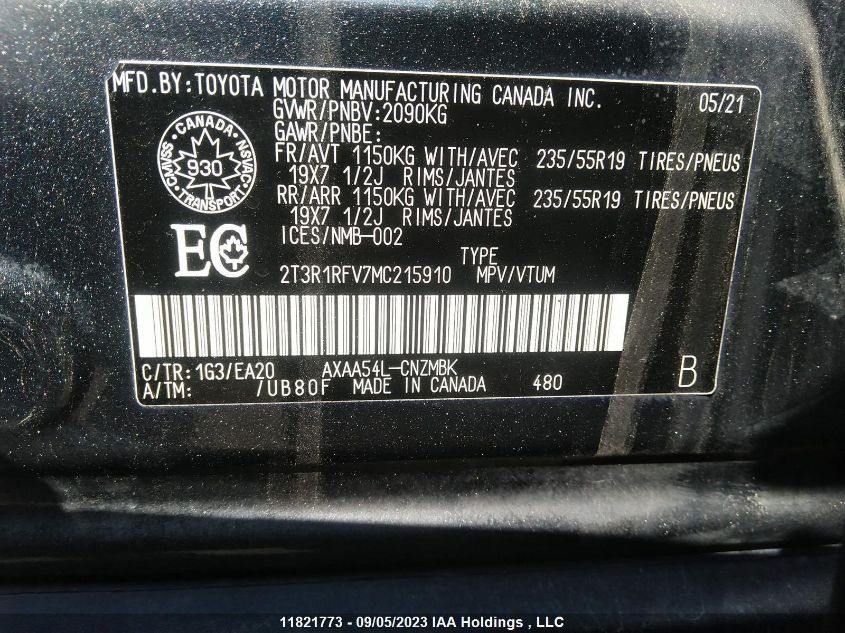 MFD.BY:TOYOTA MOTOR MANUFACTURING CANADA INC. 05/21
GVWR/PNBV:2090KG
GAWR/PNBE:
FR/AVT 1150KG WITH/AVEC 235/55R19 TIRES/PNEUS
19X7 1/2J RIMS/JANTES
RR/ARR 1150KG WITH/AVEC 235/55R19 TIRES/PNEUS
19X7 1/2J RIMS/JANTES
ICES/NMB-002
CANADA
CMVSS NSVAC
930
TRANSPORT
EC
TYPE
2T3R1RFV7MC215910 MPV/VTUM
C/TR: 1G3/EA20 AXAA54L-CNZMBK
A/TM: /UB80F MADE IN CANADA 480 B
11821773 - 09/05/2023 IAA Holdings , LLC